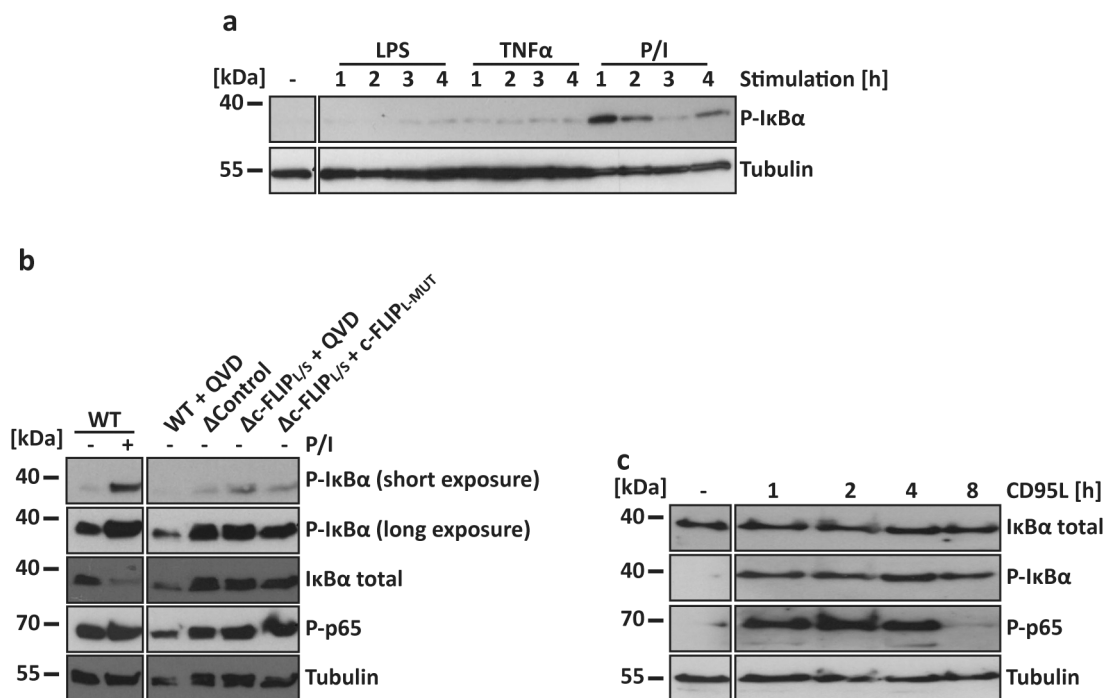 a
LPS TNFα P/I
[kDa] - 1 2 3 4 1 2 3 4 1 2 3 4 Stimulation [h]
40 P-IκBα
55 Tubulin
b
WT + QVD
ΔControl
Δc-FLIPL/S + QVD
Δc-FLIPL/S + c-FLIPL-MUT
WT
[kDa] - + - - - - P/I
40 P-IκBα (short exposure)
40 P-IκBα (long exposure)
40 IκBα total
70 P-p65
55 Tubulin
c
[kDa] - 1 2 4 8 CD95L [h]
40 IκBα total
40 P-IκBα
70 P-p65
55 Tubulin